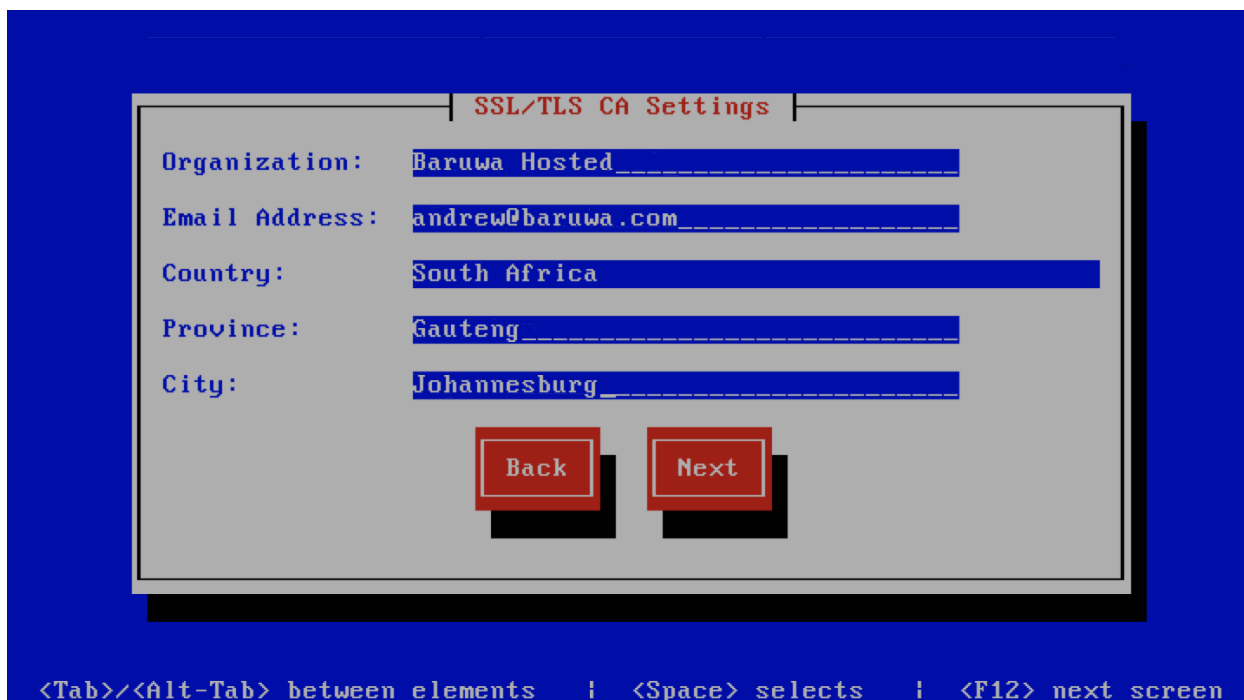 SSL/TLS CA Settings
Organization: Baruwa Hosted
Email Address: andrew@baruwa.com
Country: South Africa
Province: Gauteng
City: Johannesburg
Back Next
<Tab>/<Alt-Tab> between elements | <Space> selects | <F12> next screen